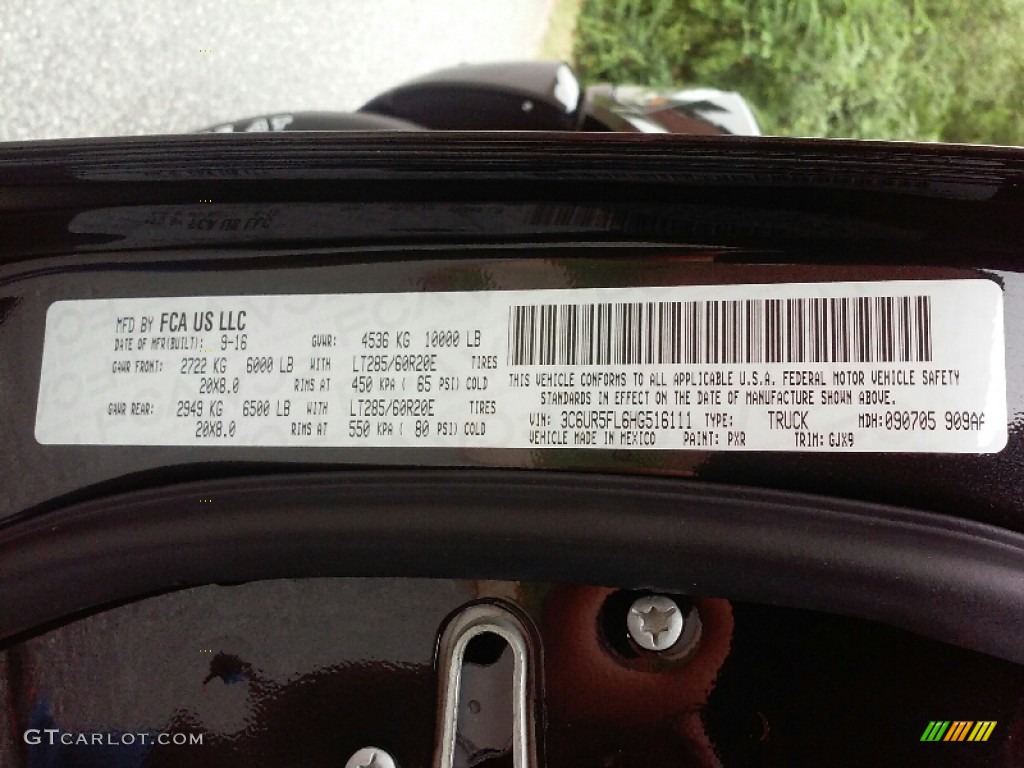 MFD BY FCA US LLC
DATE OF MFR(BUILT): 9-16 GVWR: 4536 KG 10000 LB
GAWR FRONT: 2722 KG 6000 LB WITH LT285/60R20E TIRES
20X8.0 RIMS AT 450 KPA ( 65 PSI) COLD
GAWR REAR: 2949 KG 6500 LB WITH LT285/60R20E TIRES
20X8.0 RIMS AT 550 KPA ( 80 PSI) COLD
THIS VEHICLE CONFORMS TO ALL APPLICABLE U.S.A. FEDERAL MOTOR VEHICLE SAFETY
STANDARDS IN EFFECT ON THE DATE OF MANUFACTURE SHOWN ABOVE.
VIN: 3C6UR5FL6HG516111 TYPE: TRUCK MDH: 090705 909AF
VEHICLE MADE IN MEXICO PAINT: PXR TRIM: GJX9
GTCARLOT.COM